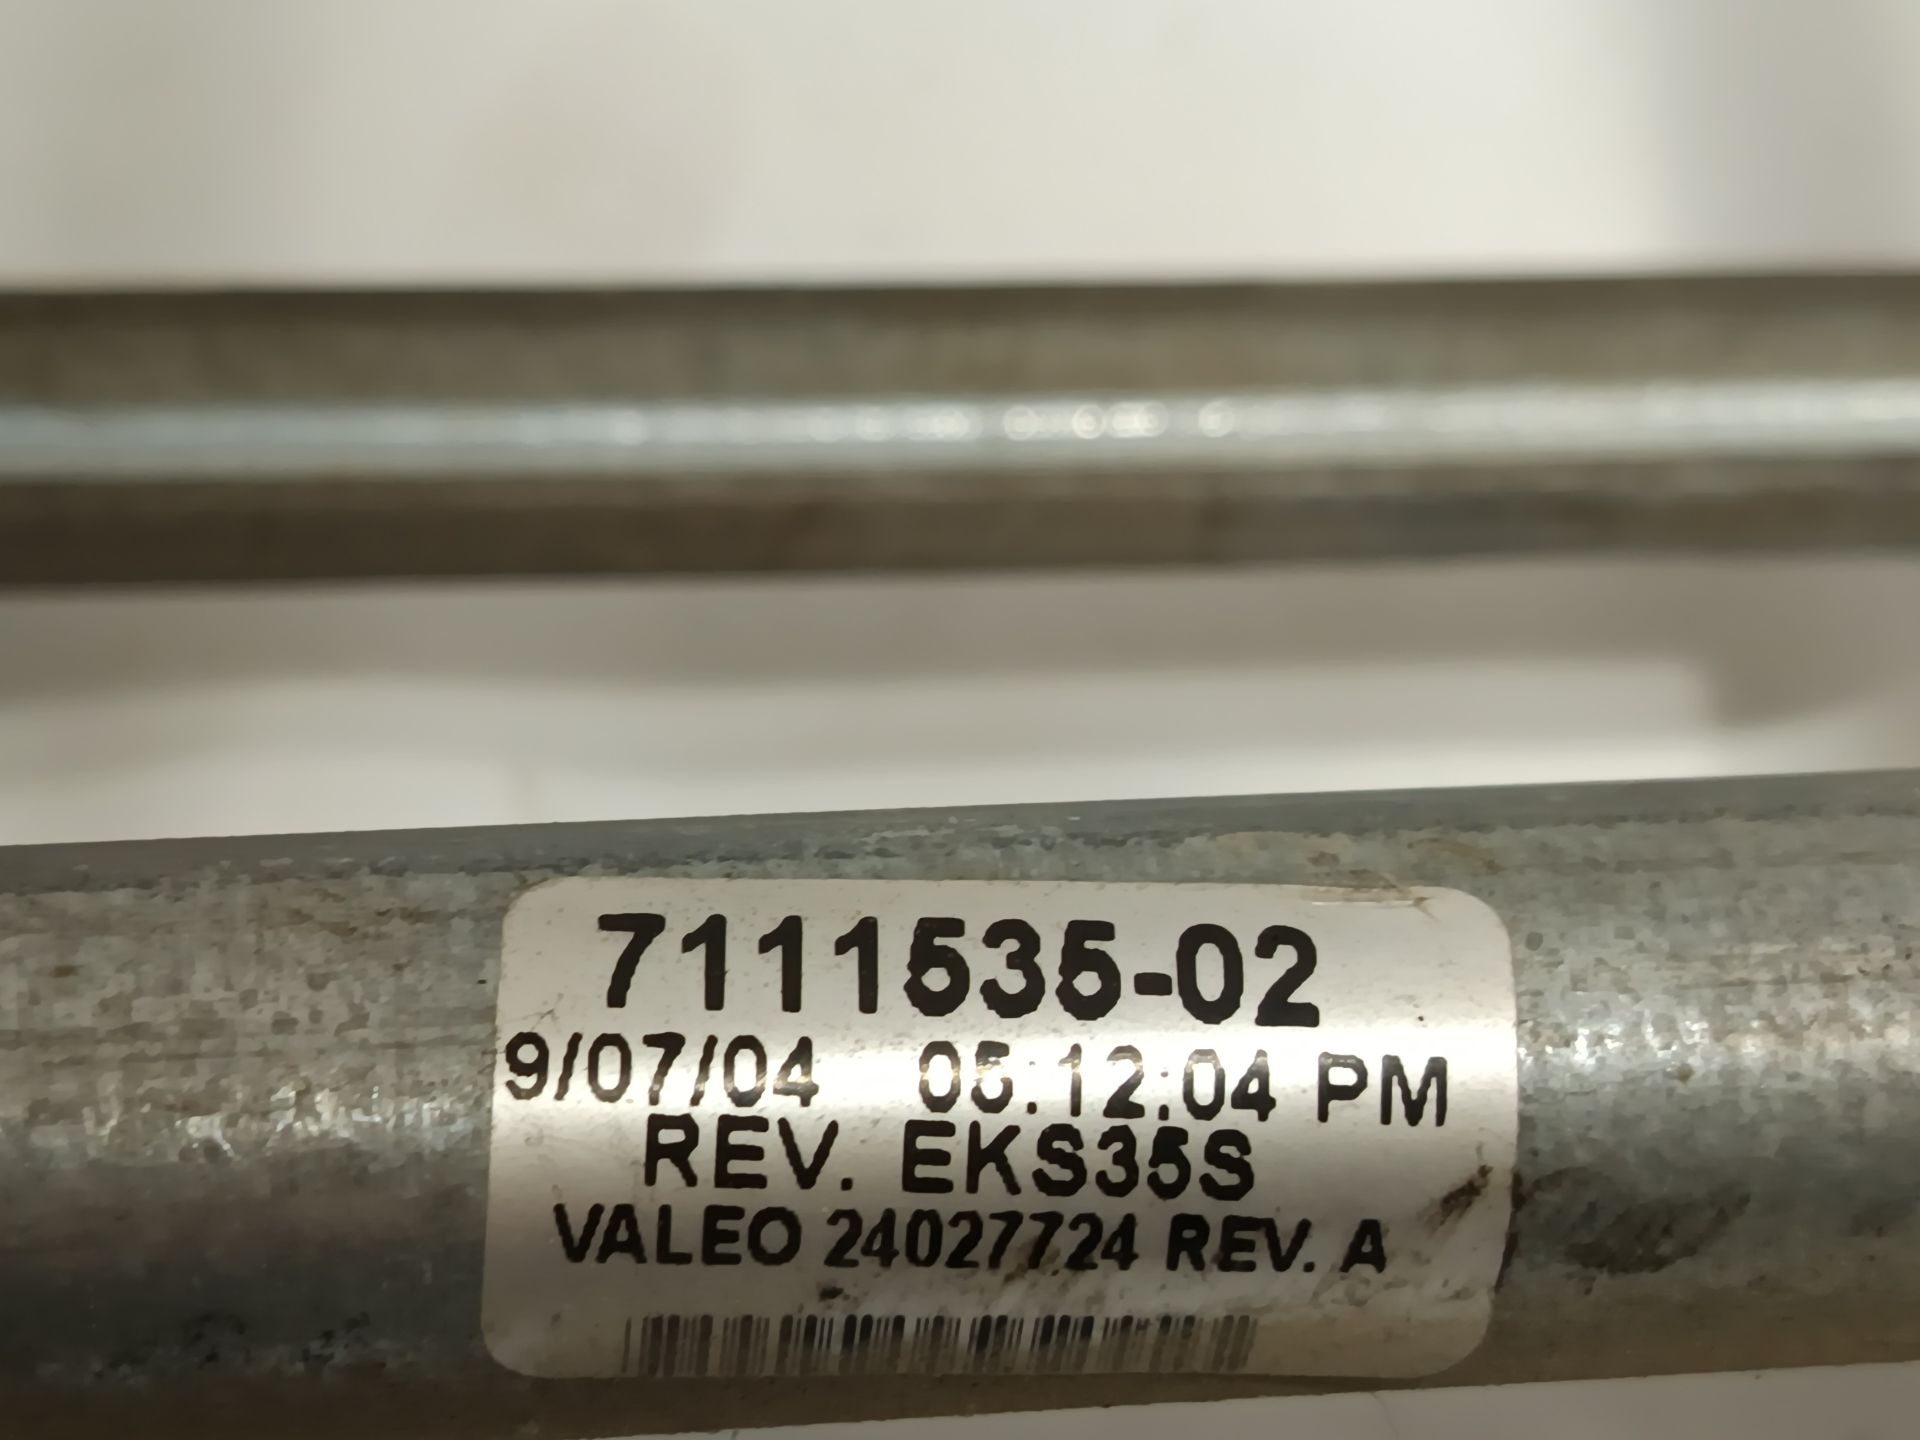 7111535-02
9/07/04 05:12:04 PM
REV. EKS35S
VALEO 24027724 REV. A